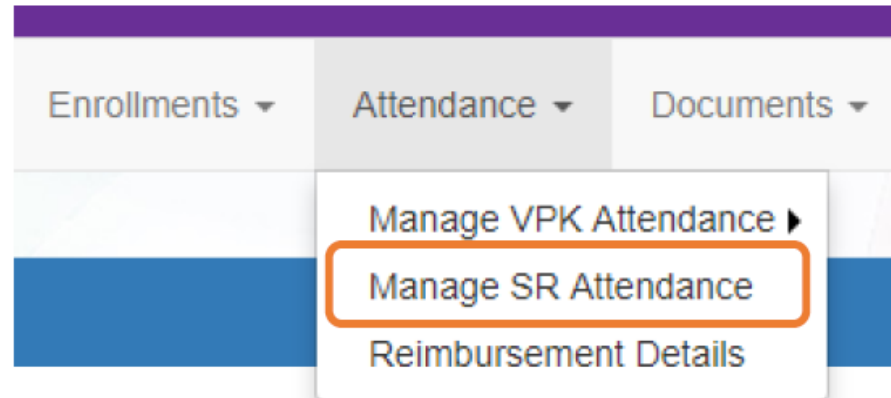 Enrollments Attendance Documents
Manage VPK Attendance
Manage SR Attendance
Reimbursement Details